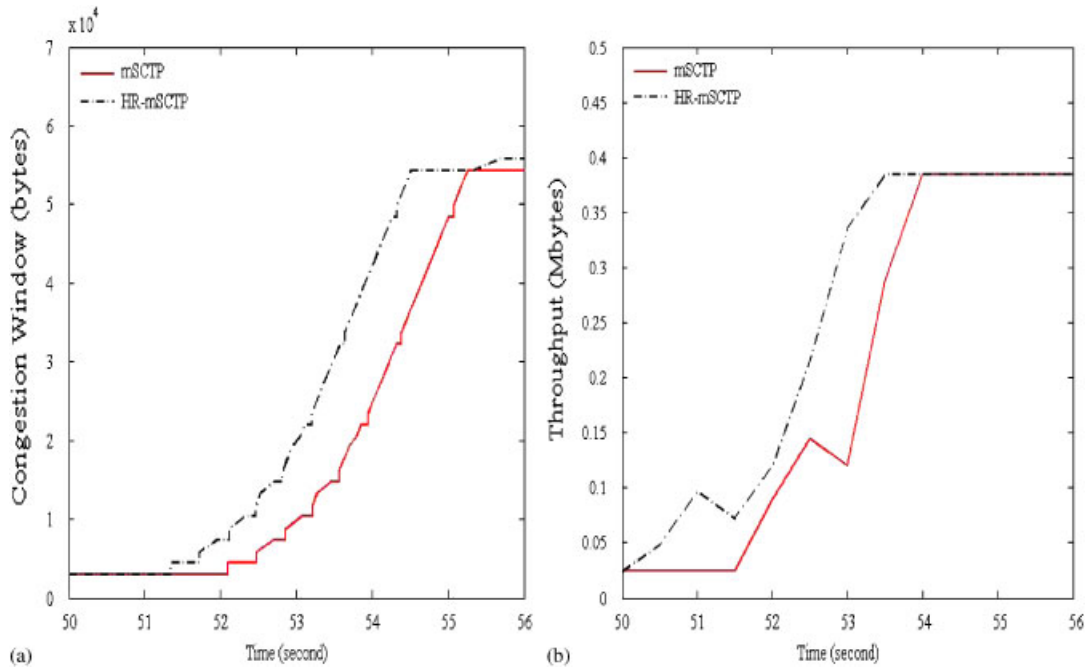 x 10⁴
7
6
5
4
3
2
1
0
Congestion Window (bytes)
mSCTP
HR-mSCTP
50 51 52 53 54 55 56
Time (second)
(a)
0.5
0.45
0.4
0.35
0.3
0.25
0.2
0.15
0.1
0.05
0
Throughput (Mbytes)
mSCTP
HR-mSCTP
50 51 52 53 54 55 56
Time (second)
(b)